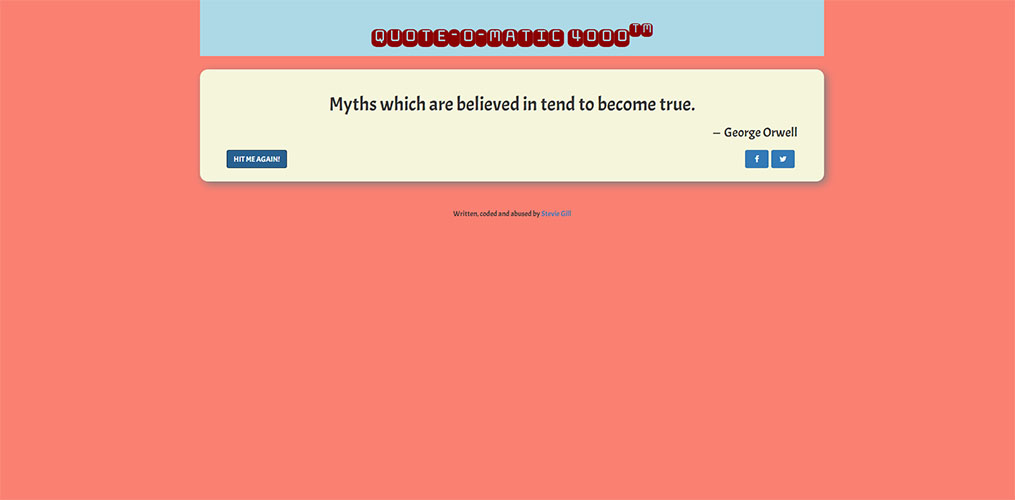 QUOTE-O-MATIC 4000TM
Myths which are believed in tend to become true.
— George Orwell
HIT ME AGAIN!
Written, coded and abused by Stevie Gill